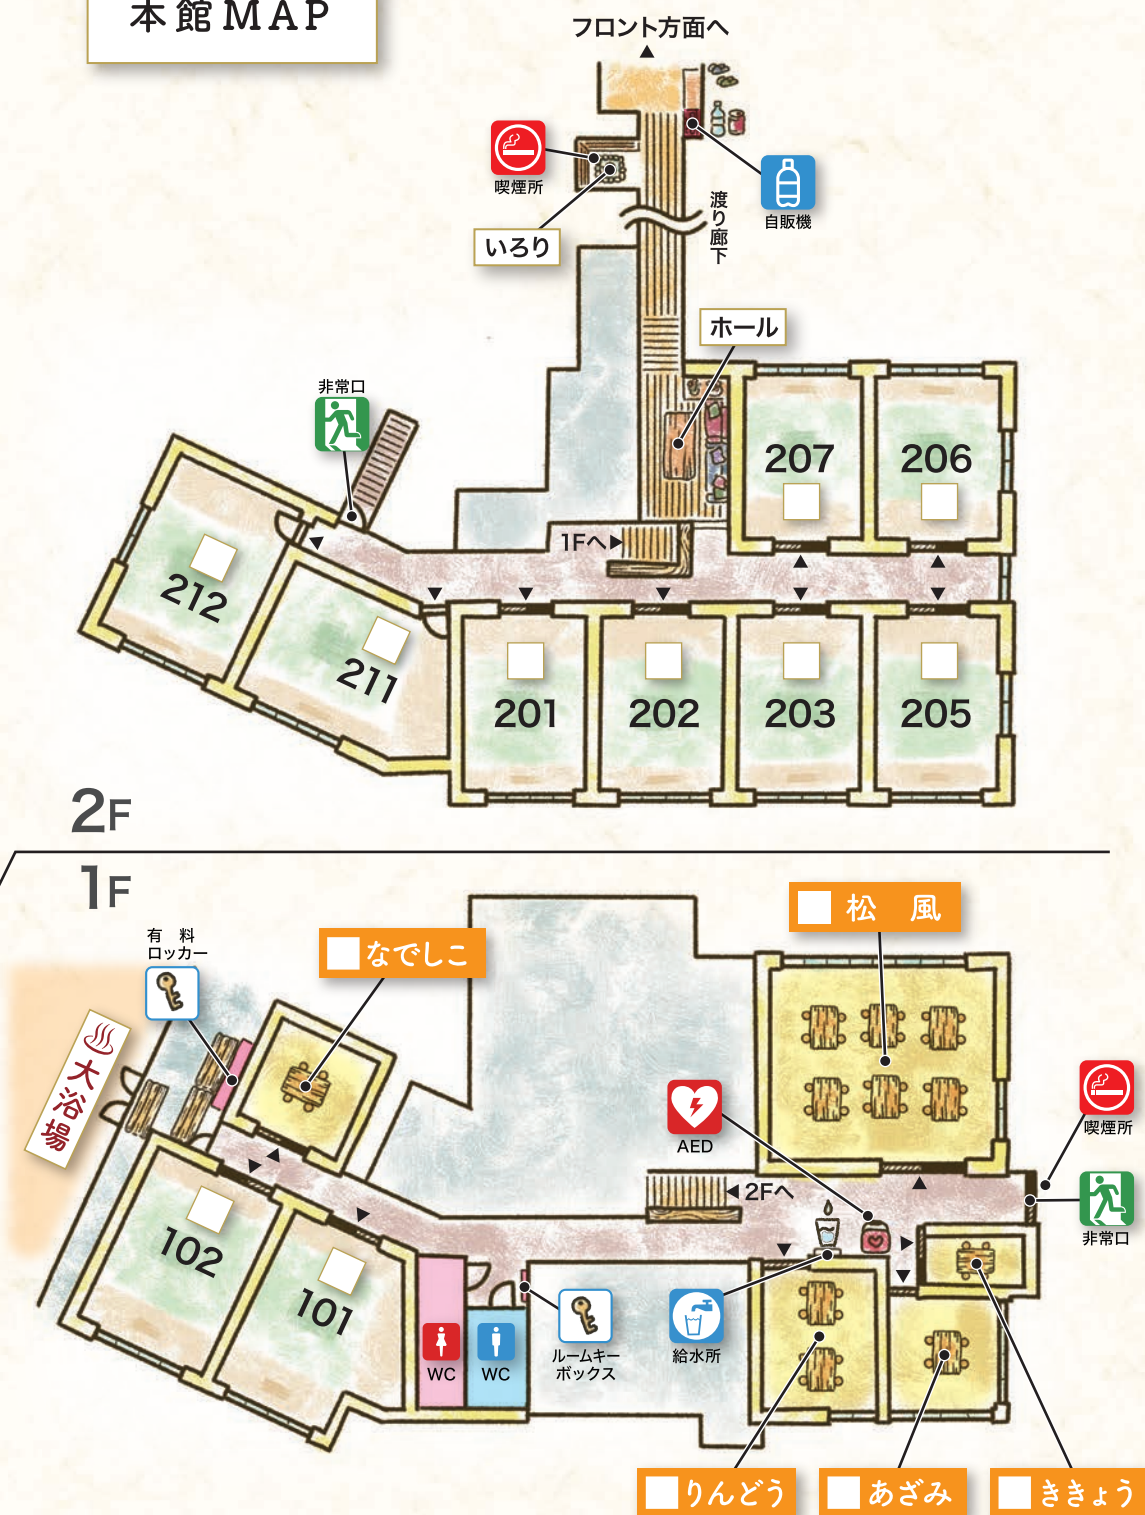 本館MAP
フロント方面へ
喫煙所
いろり
自販機
渡り廊下
ホール
非常口
207
206
1Fへ
212
211
201
202
203
205
2F
1F
有料
ロッカー
なでしこ
松風
大浴場
AED
喫煙所
2Fへ
非常口
102
101
WC
WC
ルームキー
ボックス
給水所
りんどう
あざみ
ききょう